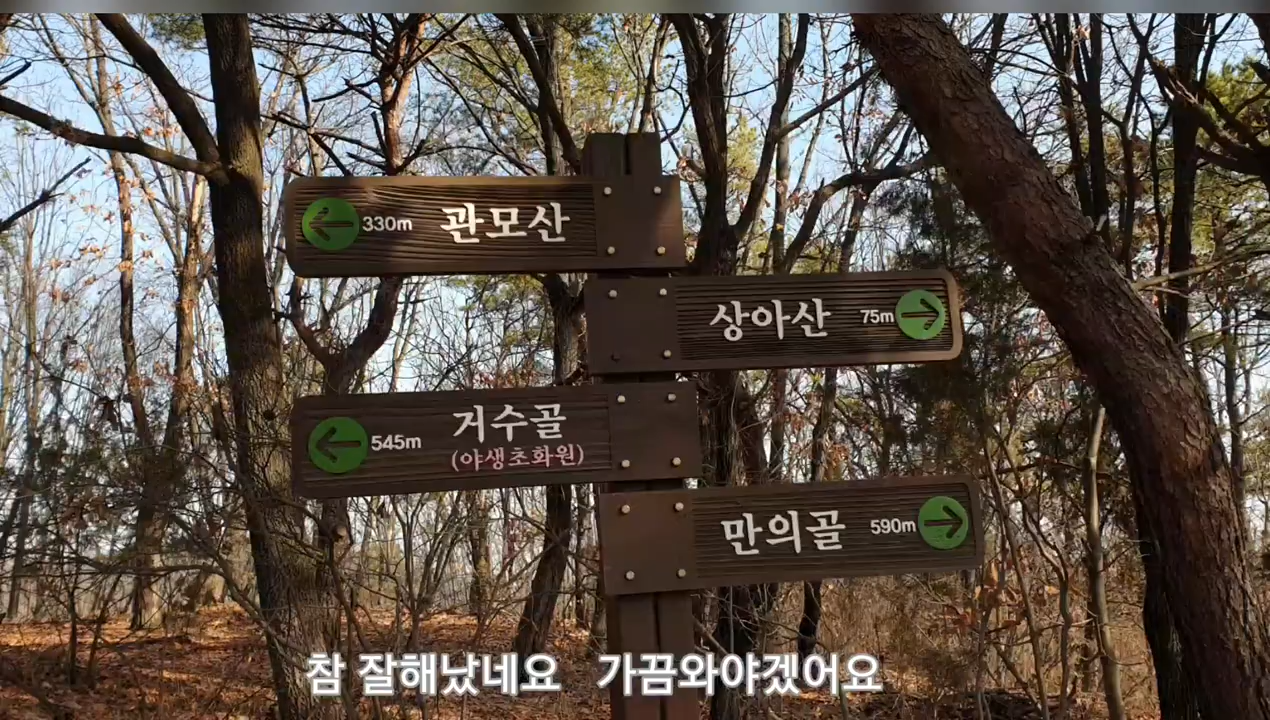 330m 관모산
상아산 75m
545m 거수골
(야생초화원)
만의골 590m
참 잘해났네요 가끔와야겠어요